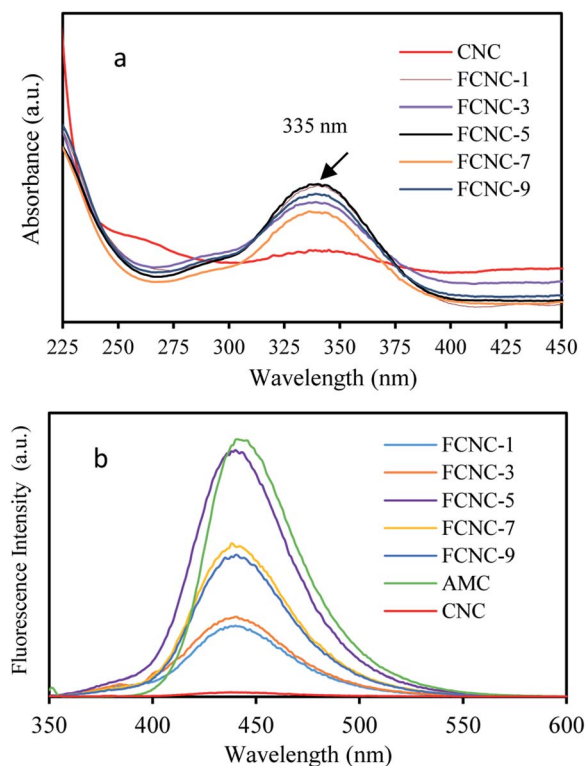 a
CNC
FCNC-1
FCNC-3
FCNC-5
FCNC-7
FCNC-9
335 nm
Absorbance (a.u.)
225 250 275 300 325 350 375 400 425 450
Wavelength (nm)
b
FCNC-1
FCNC-3
FCNC-5
FCNC-7
FCNC-9
AMC
CNC
Fluorescence Intensity (a.u.)
350 400 450 500 550 600
Wavelength (nm)